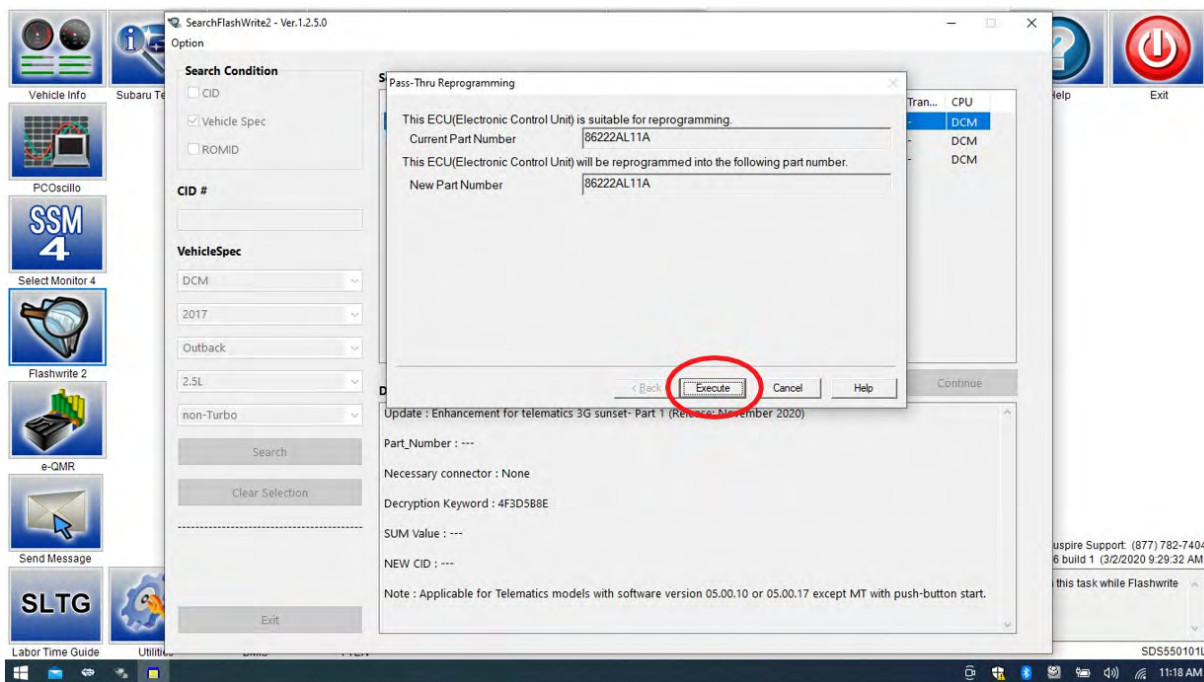 SearchFlashWrite2 - Ver.1.2.5.0
Option
Search Condition
CID
Vehicle Spec
ROMID
CID #
VehicleSpec
DCM
2017
Outback
2.5L
non-Turbo
Search
Clear Selection
Exit
Pass-Thru Reprogramming
This ECU(Electronic Control Unit) is suitable for reprogramming.
Current Part Number 86222AL11A
This ECU(Electronic Control Unit) will be reprogrammed into the following part number.
New Part Number 86222AL11A
< Back Execute Cancel Help
Tran... CPU
- DCM
- DCM
- DCM
Continue
Update : Enhancement for telematics 3G sunset- Part 1 (Release: November 2020)
Part_Number : ---
Necessary connector : None
Decryption Keyword : 4F3D5B8E
SUM Value : ---
NEW CID : ---
Note : Applicable for Telematics models with software version 05.00.10 or 05.00.17 except MT with push-button start.
Vehicle Info
Subaru Te
PCOscillo
SSM
4
Select Monitor 4
Flashwrite 2
e-QMR
Send Message
SLTG
Labor Time Guide
Utilities
Help
Exit
uspire Support: (877) 782-7404
6 build 1 (3/2/2020 9:29:32 AM
this task while Flashwrite
SDS550101L
11:18 AM